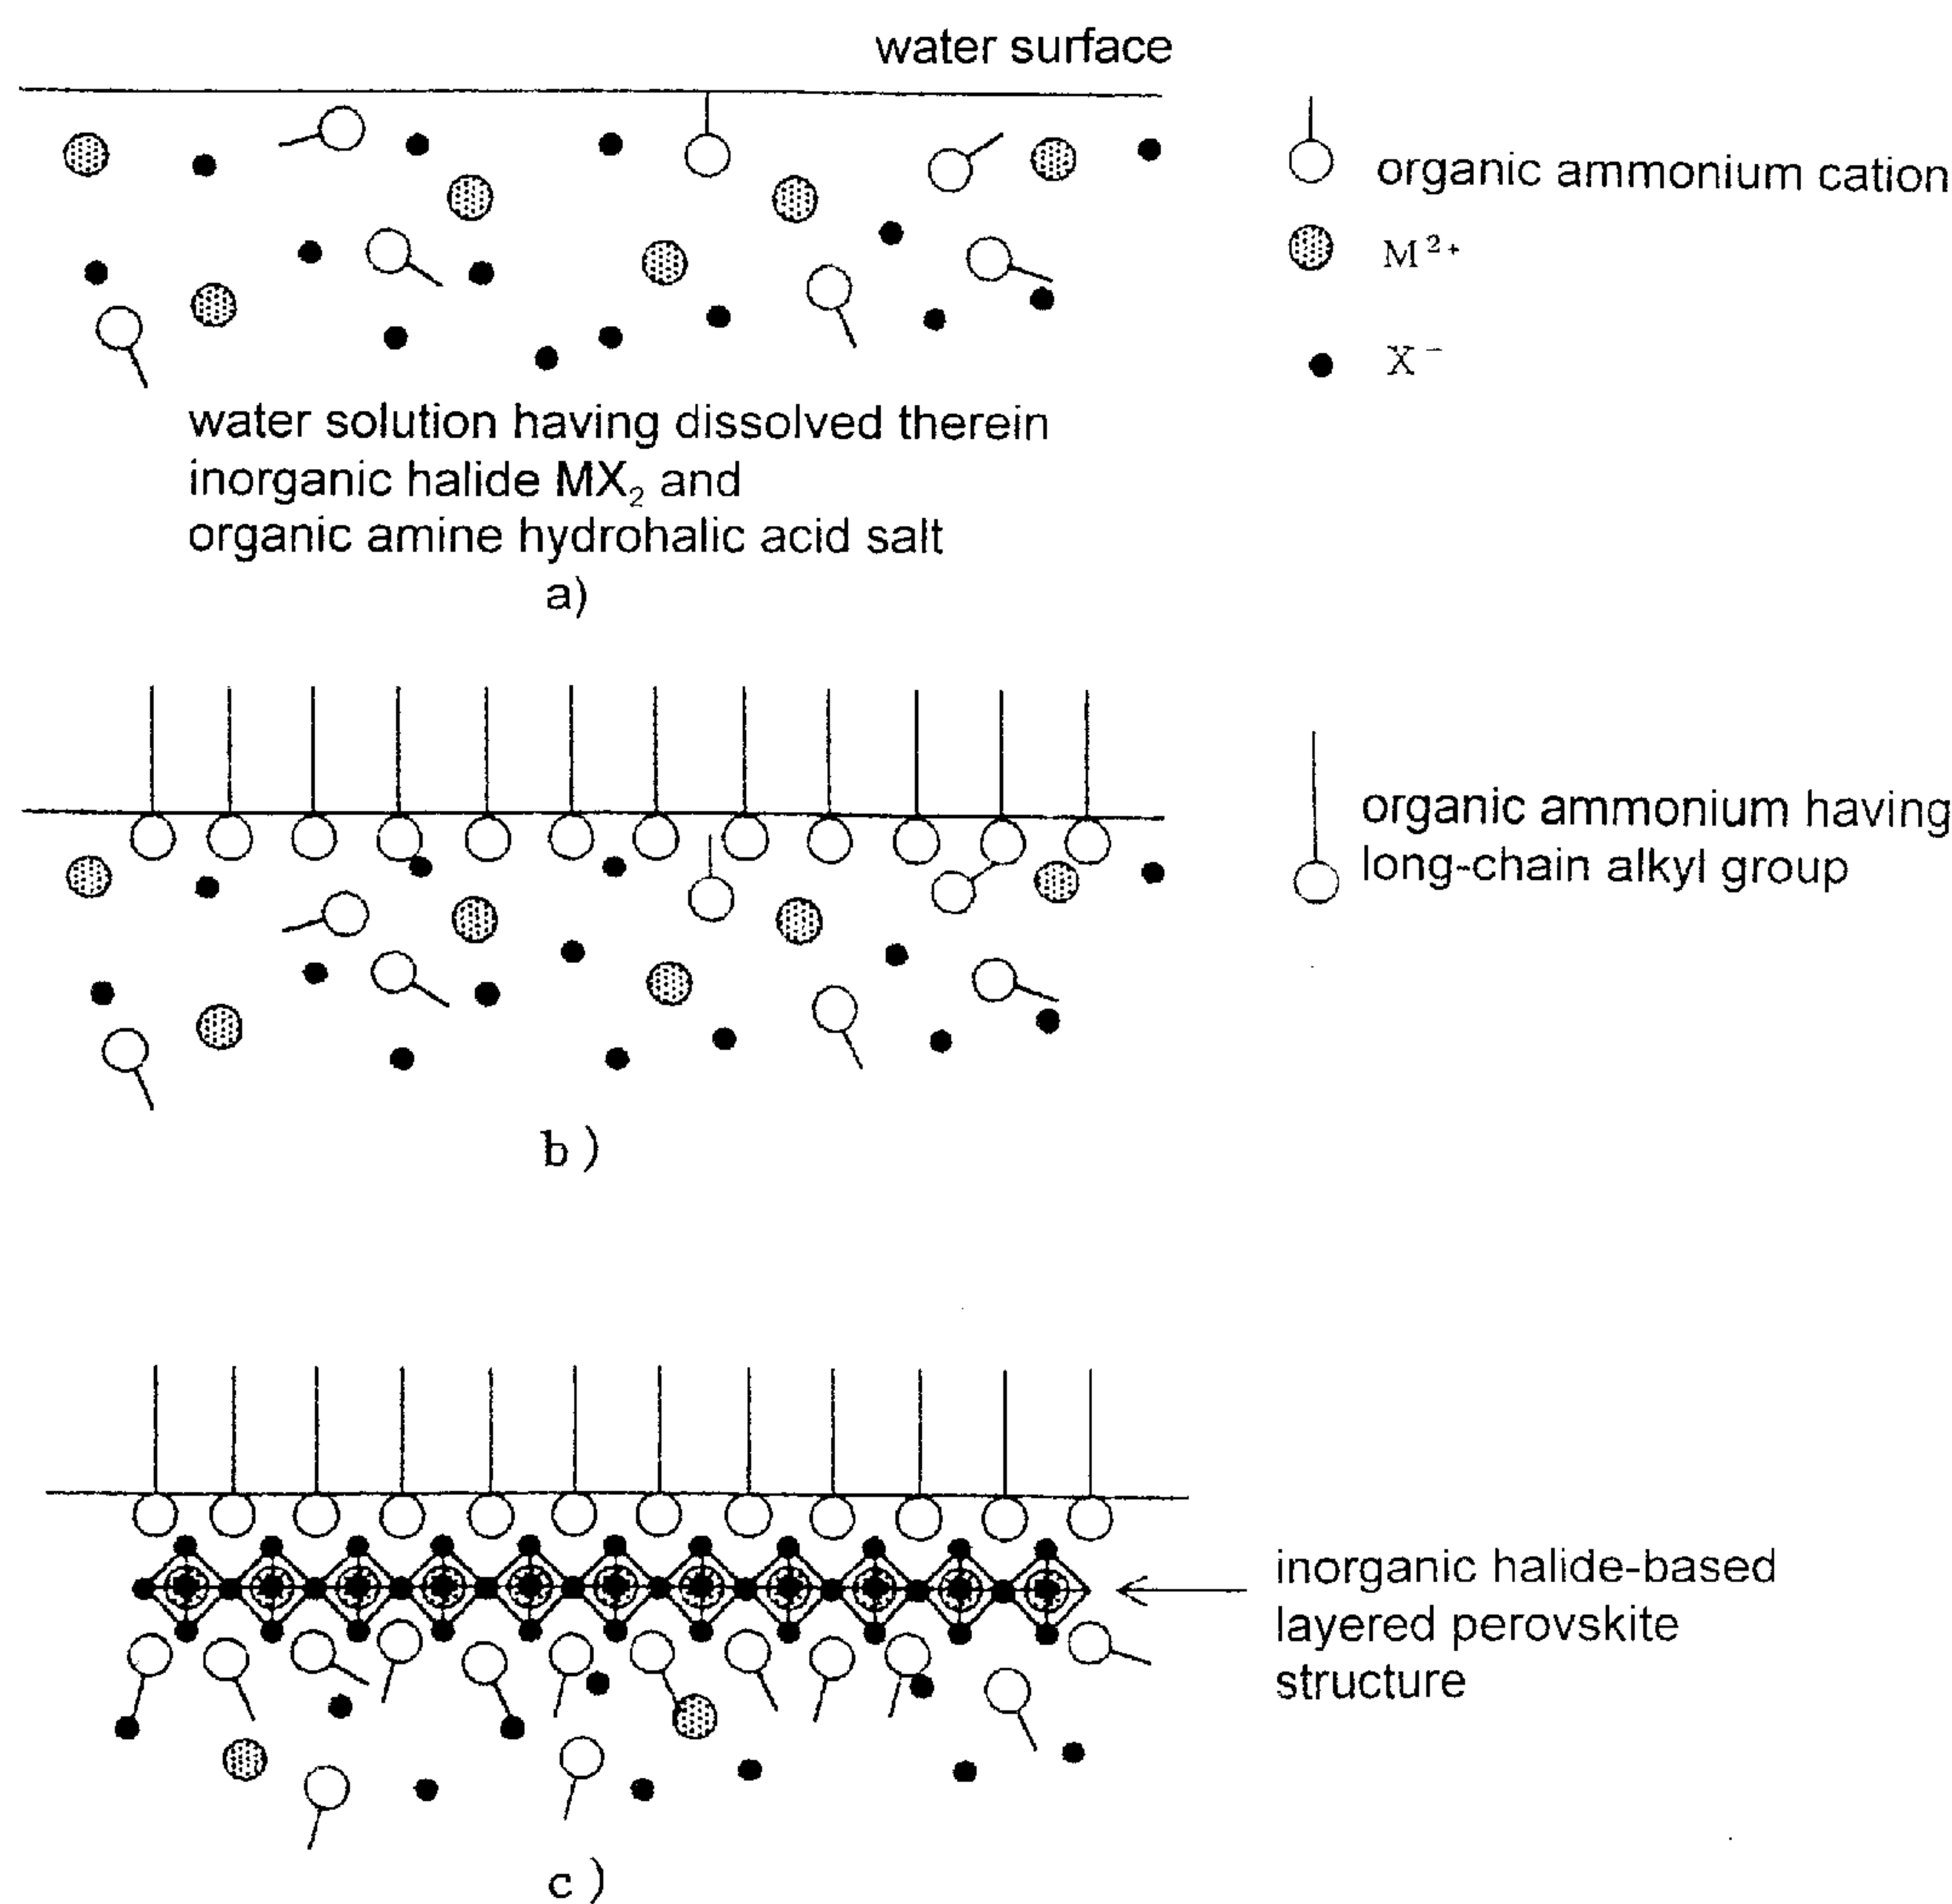 water surface
organic ammonium cation
M²⁺
X⁻
water solution having dissolved therein
inorganic halide MX₂ and
organic amine hydrohalic acid salt
a)
organic ammonium having
long-chain alkyl group
b)
inorganic halide-based
layered perovskite
structure
c)